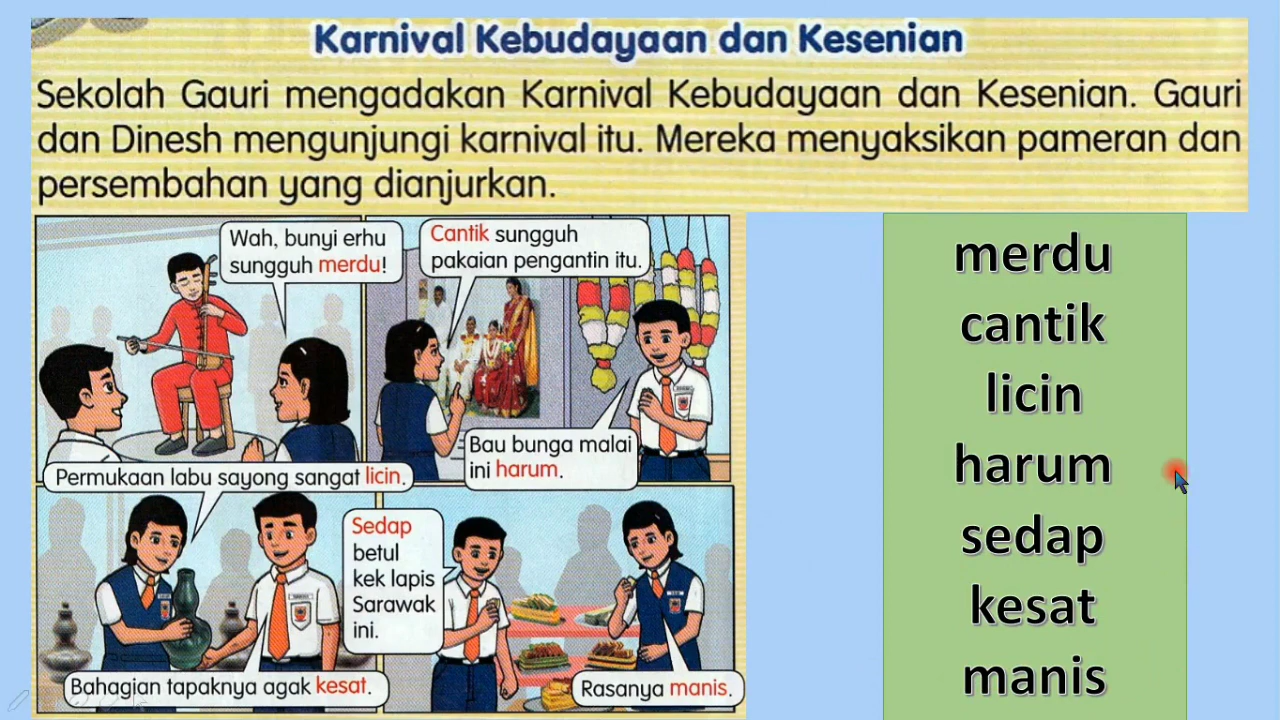 Karnival Kebudayaan dan Kesenian
Sekolah Gauri mengadakan Karnival Kebudayaan dan Kesenian. Gauri
dan Dinesh mengunjungi karnival itu. Mereka menyaksikan pameran dan
persembahan yang dianjurkan.
Wah, bunyi erhu
sungguh merdu!
Cantik sungguh
pakaian pengantin itu.
Bau bunga malai
ini harum.
Permukaan labu sayong sangat licin.
Bahagian tapaknya agak kesat.
Sedap
betul
kek lapis
Sarawak
ini.
Rasanya manis.
merdu
cantik
licin
harum
sedap
kesat
manis